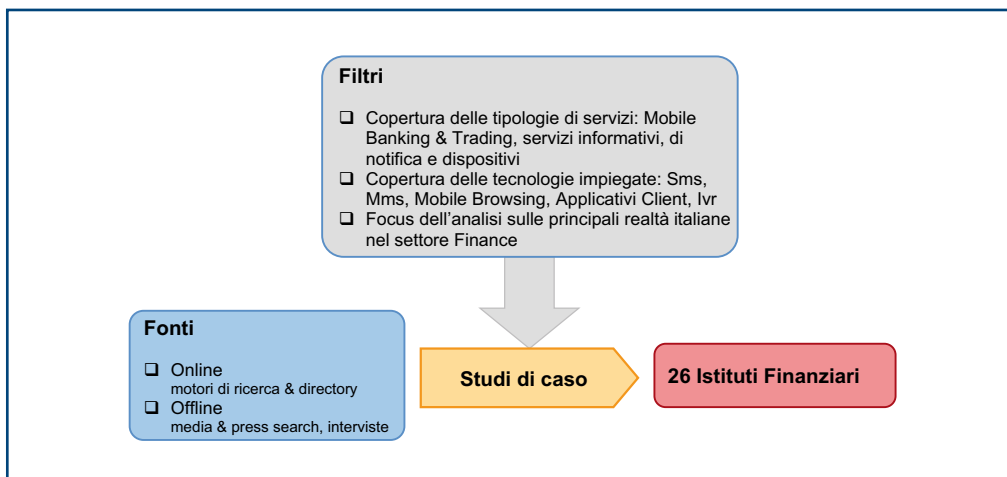 Filtri
❑ Copertura delle tipologie di servizi: Mobile
Banking & Trading, servizi informativi, di
notifica e dispositivi
❑ Copertura delle tecnologie impiegate: Sms,
Mms, Mobile Browsing, Applicativi Client, Ivr
❑ Focus dell'analisi sulle principali realtà italiane
nel settore Finance
Fonti
❑ Online
motori di ricerca & directory
❑ Offline
media & press search, interviste
Studi di caso
26 Istituti Finanziari